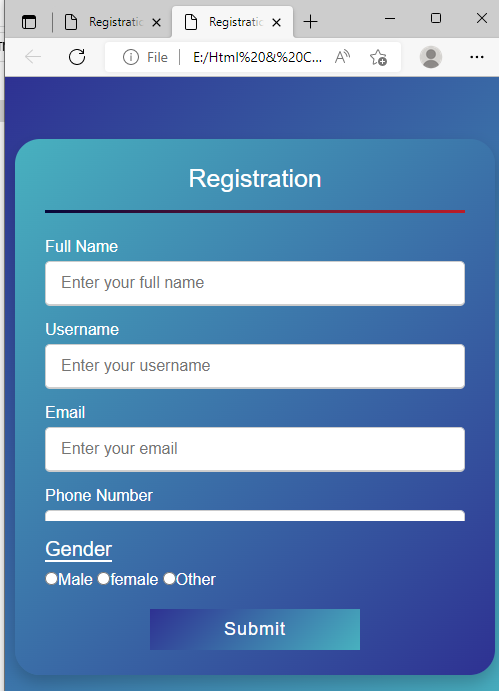 Registratio
Registratio
File
E:/Html%20&%20C...
Registration
Full Name
Enter your full name
Username
Enter your username
Email
Enter your email
Phone Number
Gender
Male female Other
Submit